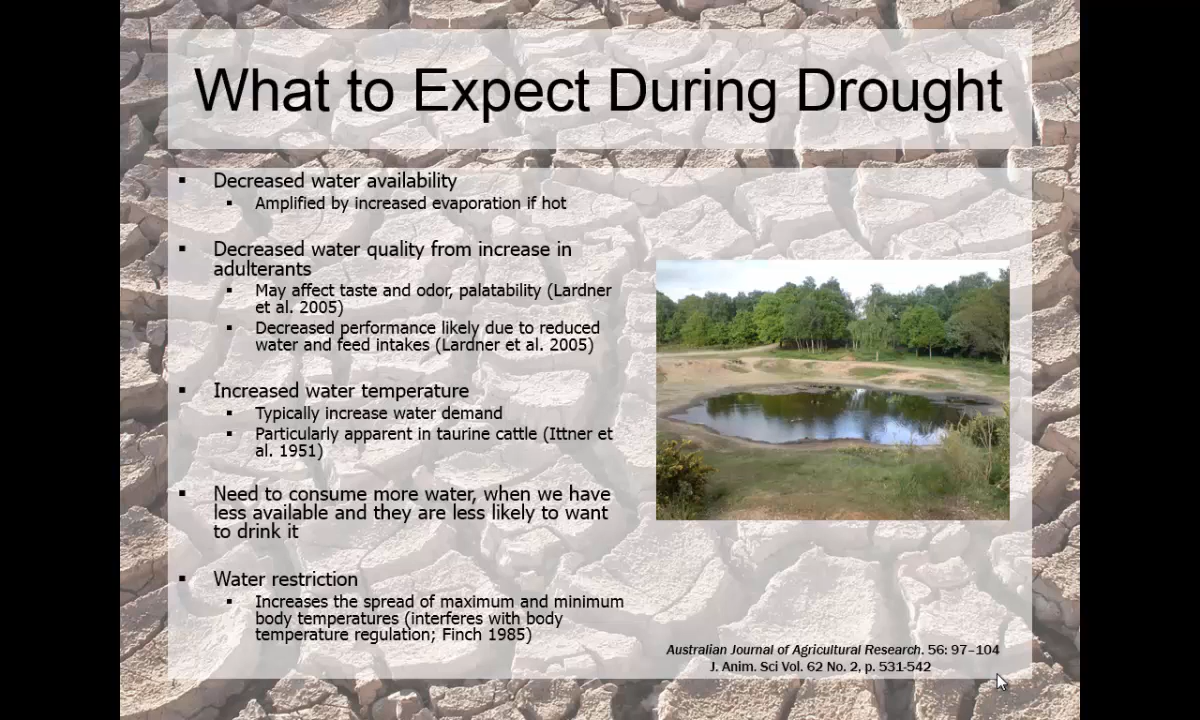 What to Expect During Drought
▪ Decreased water availability
▪ Amplified by increased evaporation if hot
▪ Decreased water quality from increase in
adulterants
▪ May affect taste and odor, palatability (Lardner
et al. 2005)
▪ Decreased performance likely due to reduced
water and feed intakes (Lardner et al. 2005)
▪ Increased water temperature
▪ Typically increase water demand
▪ Particularly apparent in taurine cattle (Ittner et
al. 1951)
▪ Need to consume more water, when we have
less available and they are less likely to want
to drink it
▪ Water restriction
▪ Increases the spread of maximum and minimum
body temperatures (interferes with body
temperature regulation; Finch 1985)
Australian Journal of Agricultural Research. 56: 97–104
J. Anim. Sci Vol. 62 No. 2, p. 531-542